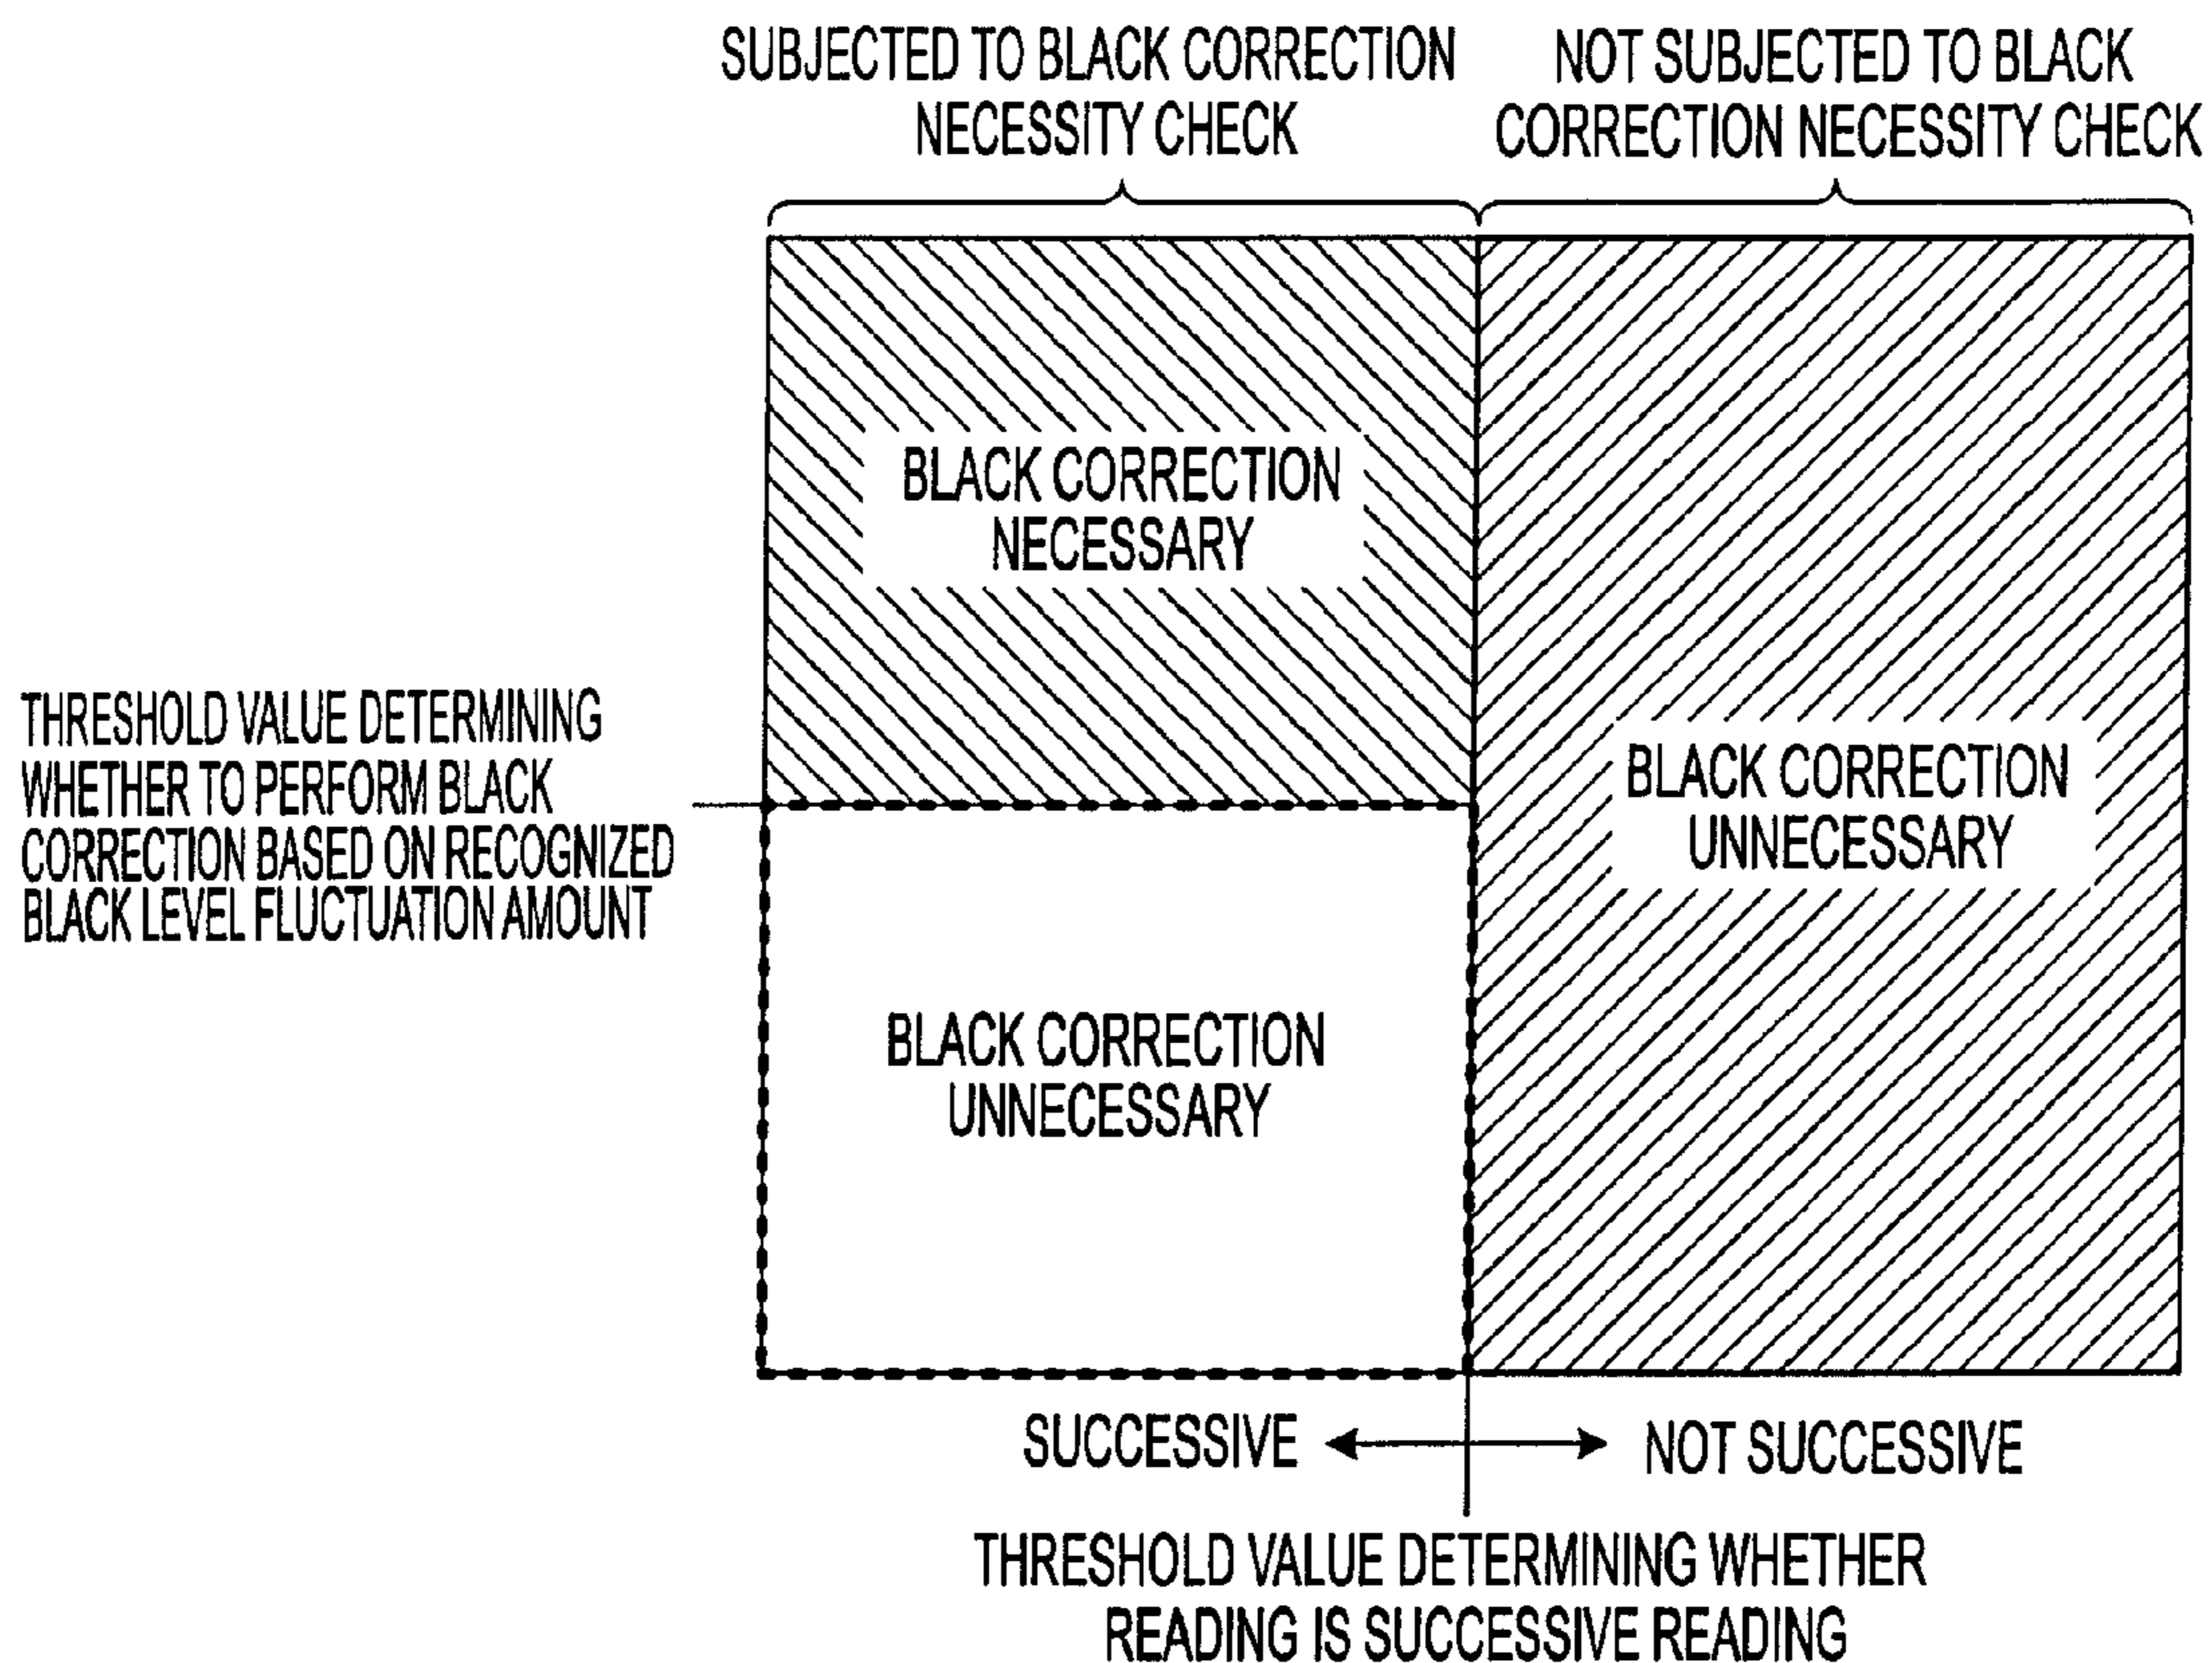 SUBJECTED TO BLACK CORRECTION
NECESSITY CHECK
NOT SUBJECTED TO BLACK
CORRECTION NECESSITY CHECK
BLACK CORRECTION
NECESSARY
THRESHOLD VALUE DETERMINING
WHETHER TO PERFORM BLACK
CORRECTION BASED ON RECOGNIZED
BLACK LEVEL FLUCTUATION AMOUNT
BLACK CORRECTION
UNNECESSARY
BLACK CORRECTION
UNNECESSARY
SUCCESSIVE
NOT SUCCESSIVE
THRESHOLD VALUE DETERMINING WHETHER
READING IS SUCCESSIVE READING